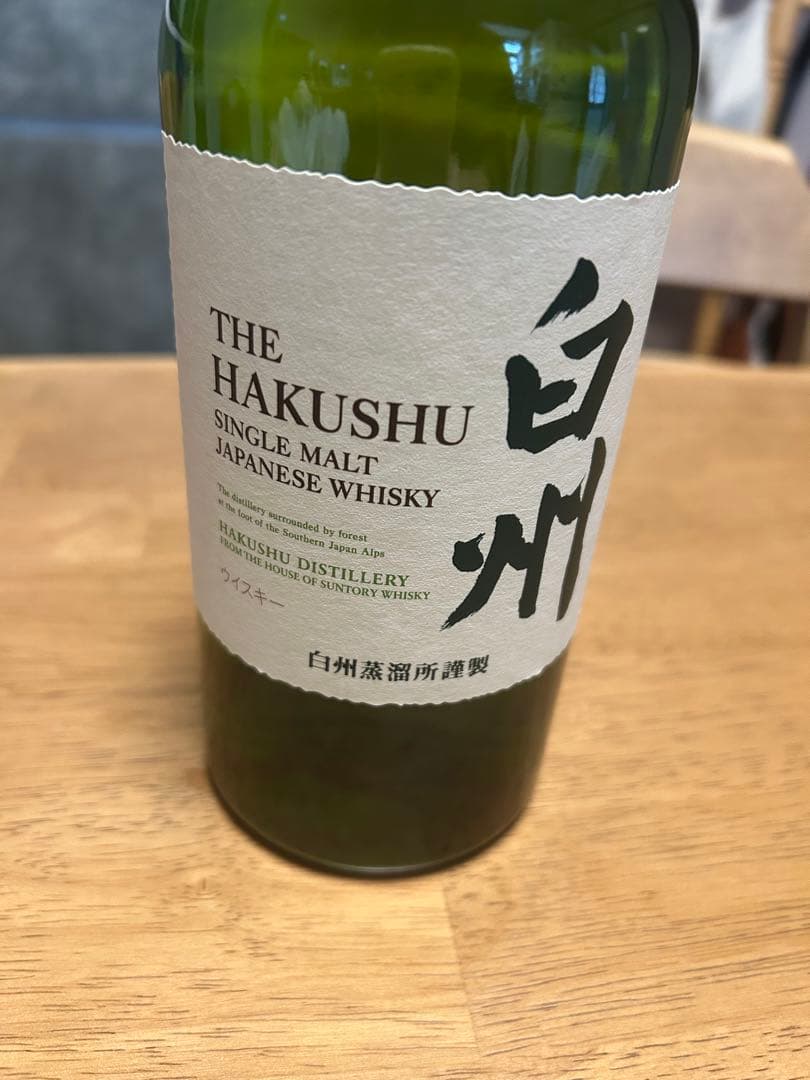 THE
HAKUSHU
SINGLE MALT
JAPANESE WHISKY
The distillery surrounded by forest
at the foot of the Southern Japan Alps
HAKUSHU DISTILLERY
FROM THE HOUSE OF SUNTORY WHISKY
ウイスキー
白州
白州蒸溜所謹製